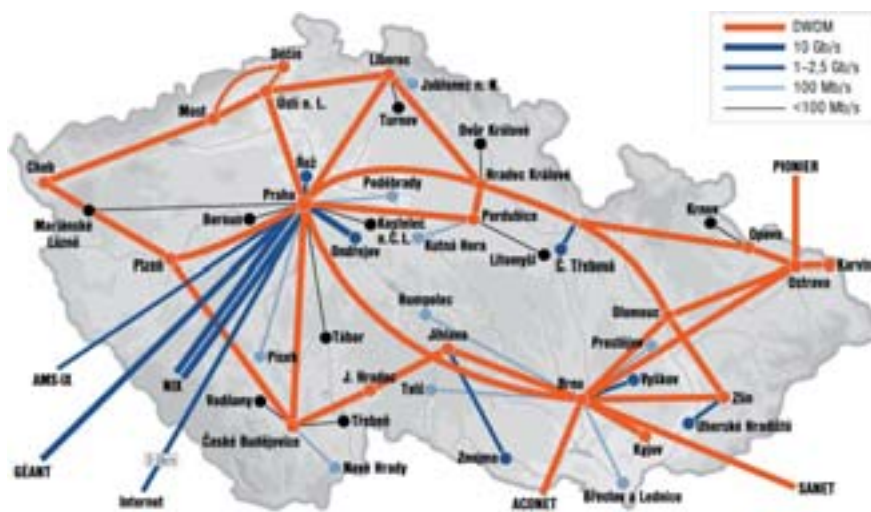 DWDM
10 Gb/s
1–2,5 Gb/s
100 Mb/s
<100 Mb/s
Děčín
Liberec
Jablonec n. N.
Most
Ústí n. L.
Turnov
Dvůr Králové
Cheb
Řež
Praha
Poděbrady
Hradec Králové
PIONIER
Mariánské
Lázně
Beroun
Kostelec
n. Č. L.
Pardubice
Krnov
Opava
Plzeň
Ondřejov
Kutná Hora
Litomyšl
Č. Třebová
Ostrava
Karviná
Humpolec
Olomouc
Tábor
Jihlava
Prostějov
AMS-IX
NIX
Písek
J. Hradec
Telč
Brno
Vyškov
Zlín
Vodňany
Třeboň
Uherské Hradiště
České Budějovice
Kyjov
GÉANT
Nové Hrady
Znojmo
Internet
ACONET
Břeclav a Lednice
SANET